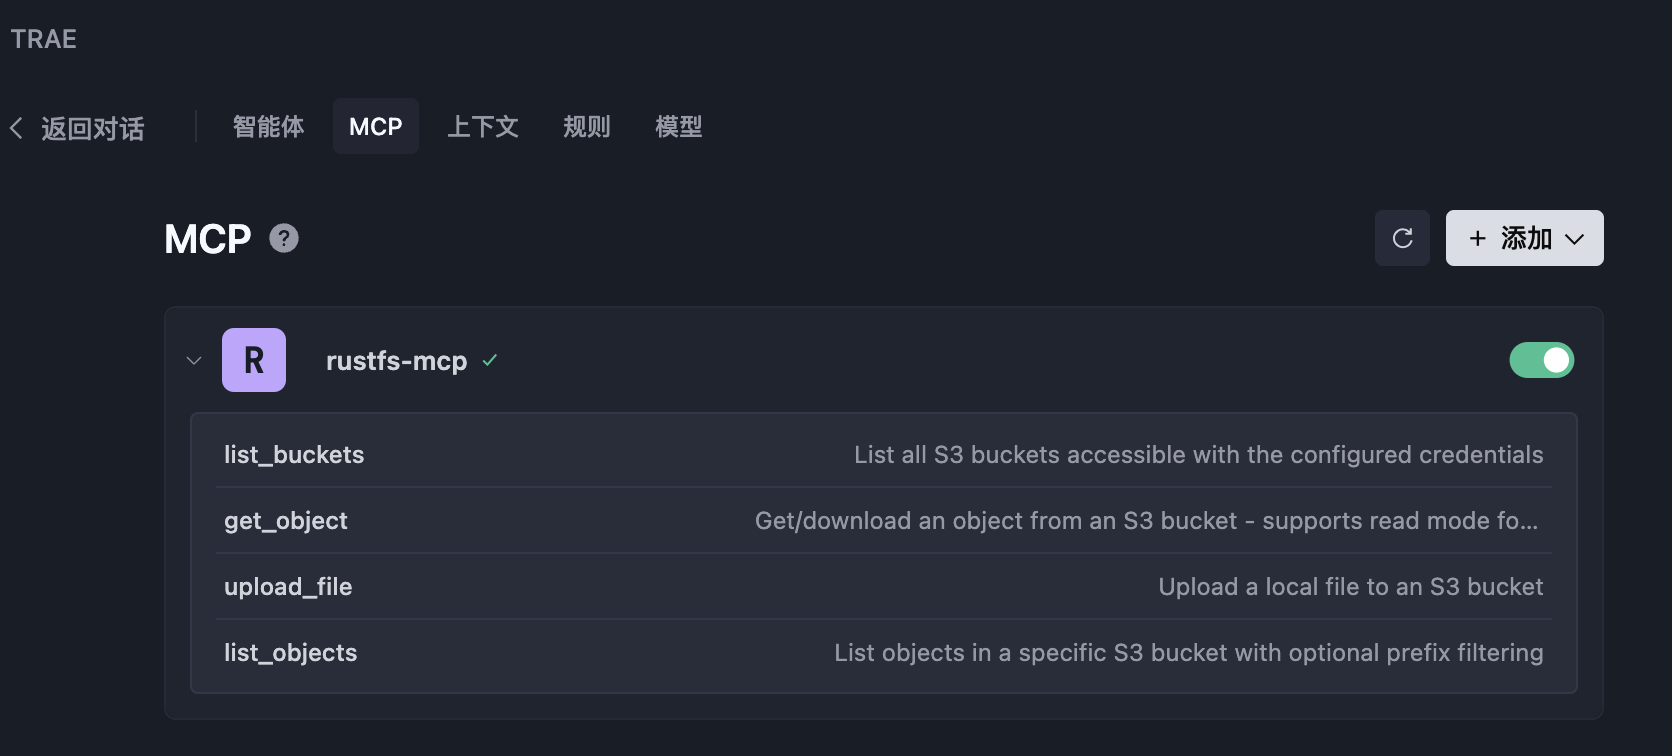 TRAE
返回对话 智能体 MCP 上下文 规则 模型
MCP ? + 添加
R rustfs-mcp
list_buckets List all S3 buckets accessible with the configured credentials
get_object Get/download an object from an S3 bucket - supports read mode fo...
upload_file Upload a local file to an S3 bucket
list_objects List objects in a specific S3 bucket with optional prefix filtering